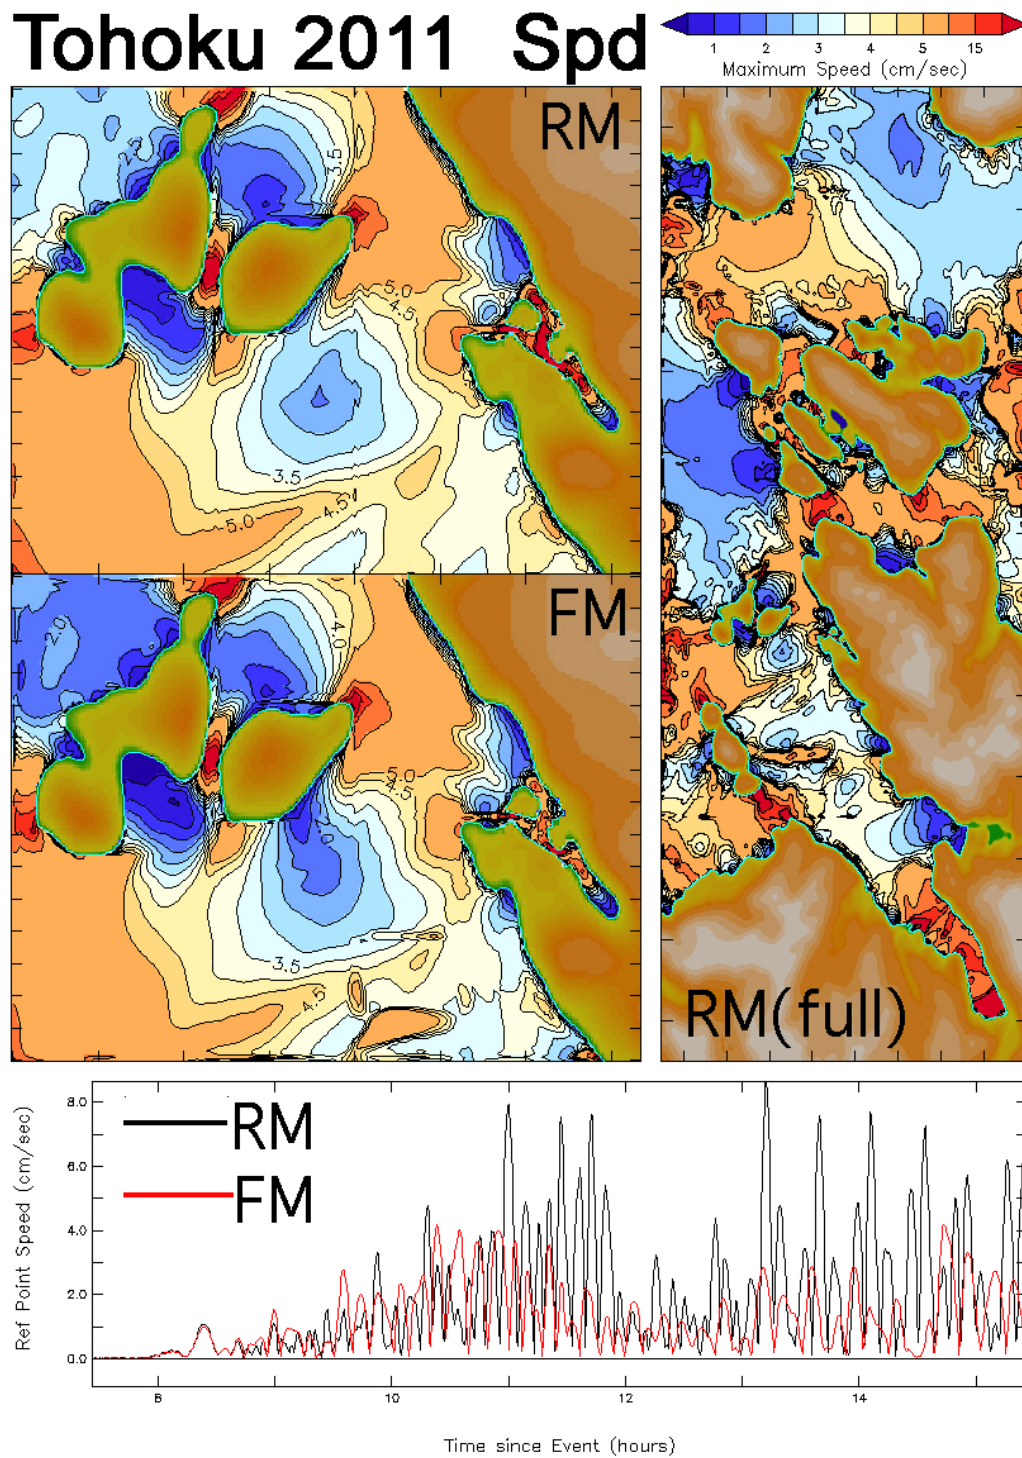 Tohoku 2011 Spd
1 2 3 4 5 15
Maximum Speed (cm/sec)
RM
3.5
5.0
4.5
3.5
4.5
5.0
FM
2.0
4.0
5.0
4.5
3.5
4.5
RM(full)
Ref Point Speed (cm/sec)
8.0
6.0
4.0
2.0
0.0
RM
FM
8 10 12 14
Time since Event (hours)